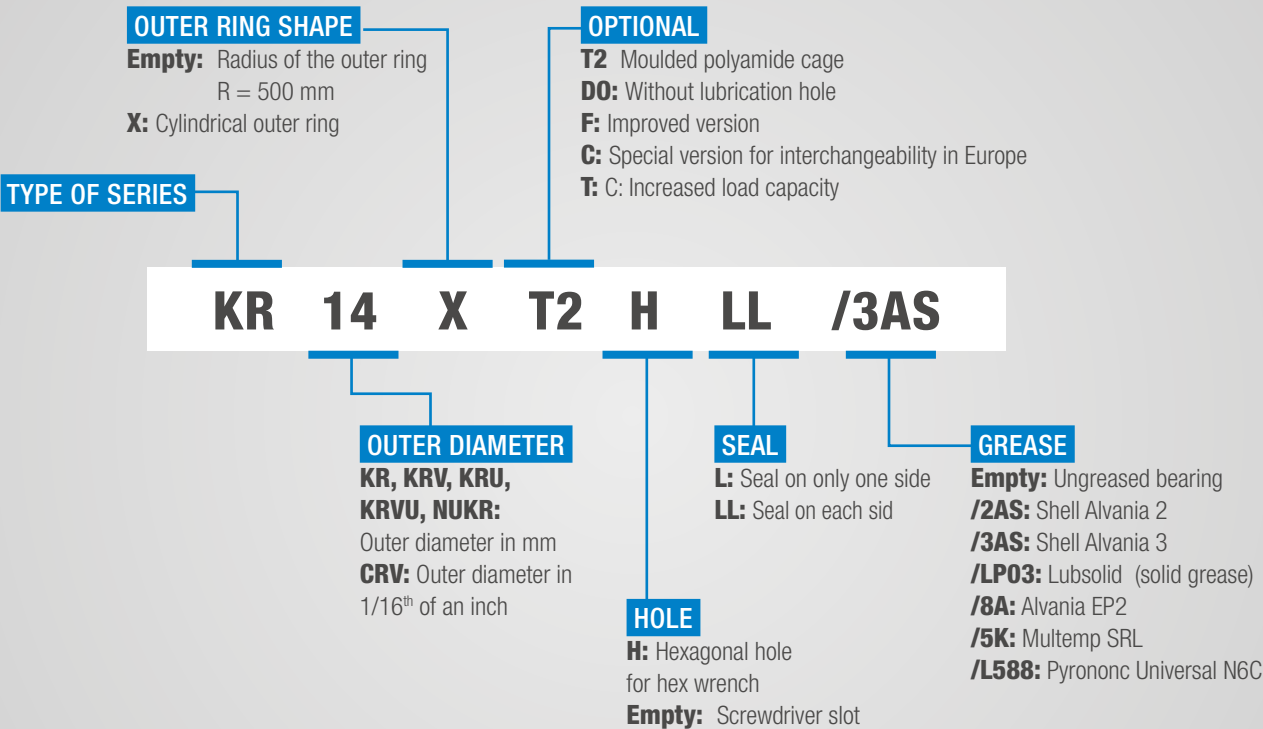 OUTER RING SHAPE
Empty: Radius of the outer ring
R = 500 mm
X: Cylindrical outer ring
OPTIONAL
T2 Moulded polyamide cage
DO: Without lubrication hole
F: Improved version
C: Special version for interchangeability in Europe
T: C: Increased load capacity
TYPE OF SERIES
KR 14 X T2 H LL /3AS
OUTER DIAMETER
KR, KRV, KRU,
KRVU, NUKR:
Outer diameter in mm
CRV: Outer diameter in
1/16th of an inch
HOLE
H: Hexagonal hole
for hex wrench
Empty: Screwdriver slot
SEAL
L: Seal on only one side
LL: Seal on each sid
GREASE
Empty: Ungreased bearing
/2AS: Shell Alvania 2
/3AS: Shell Alvania 3
/LP03: Lubsolid (solid grease)
/8A: Alvania EP2
/5K: Multemp SRL
/L588: Pyrononc Universal N6C